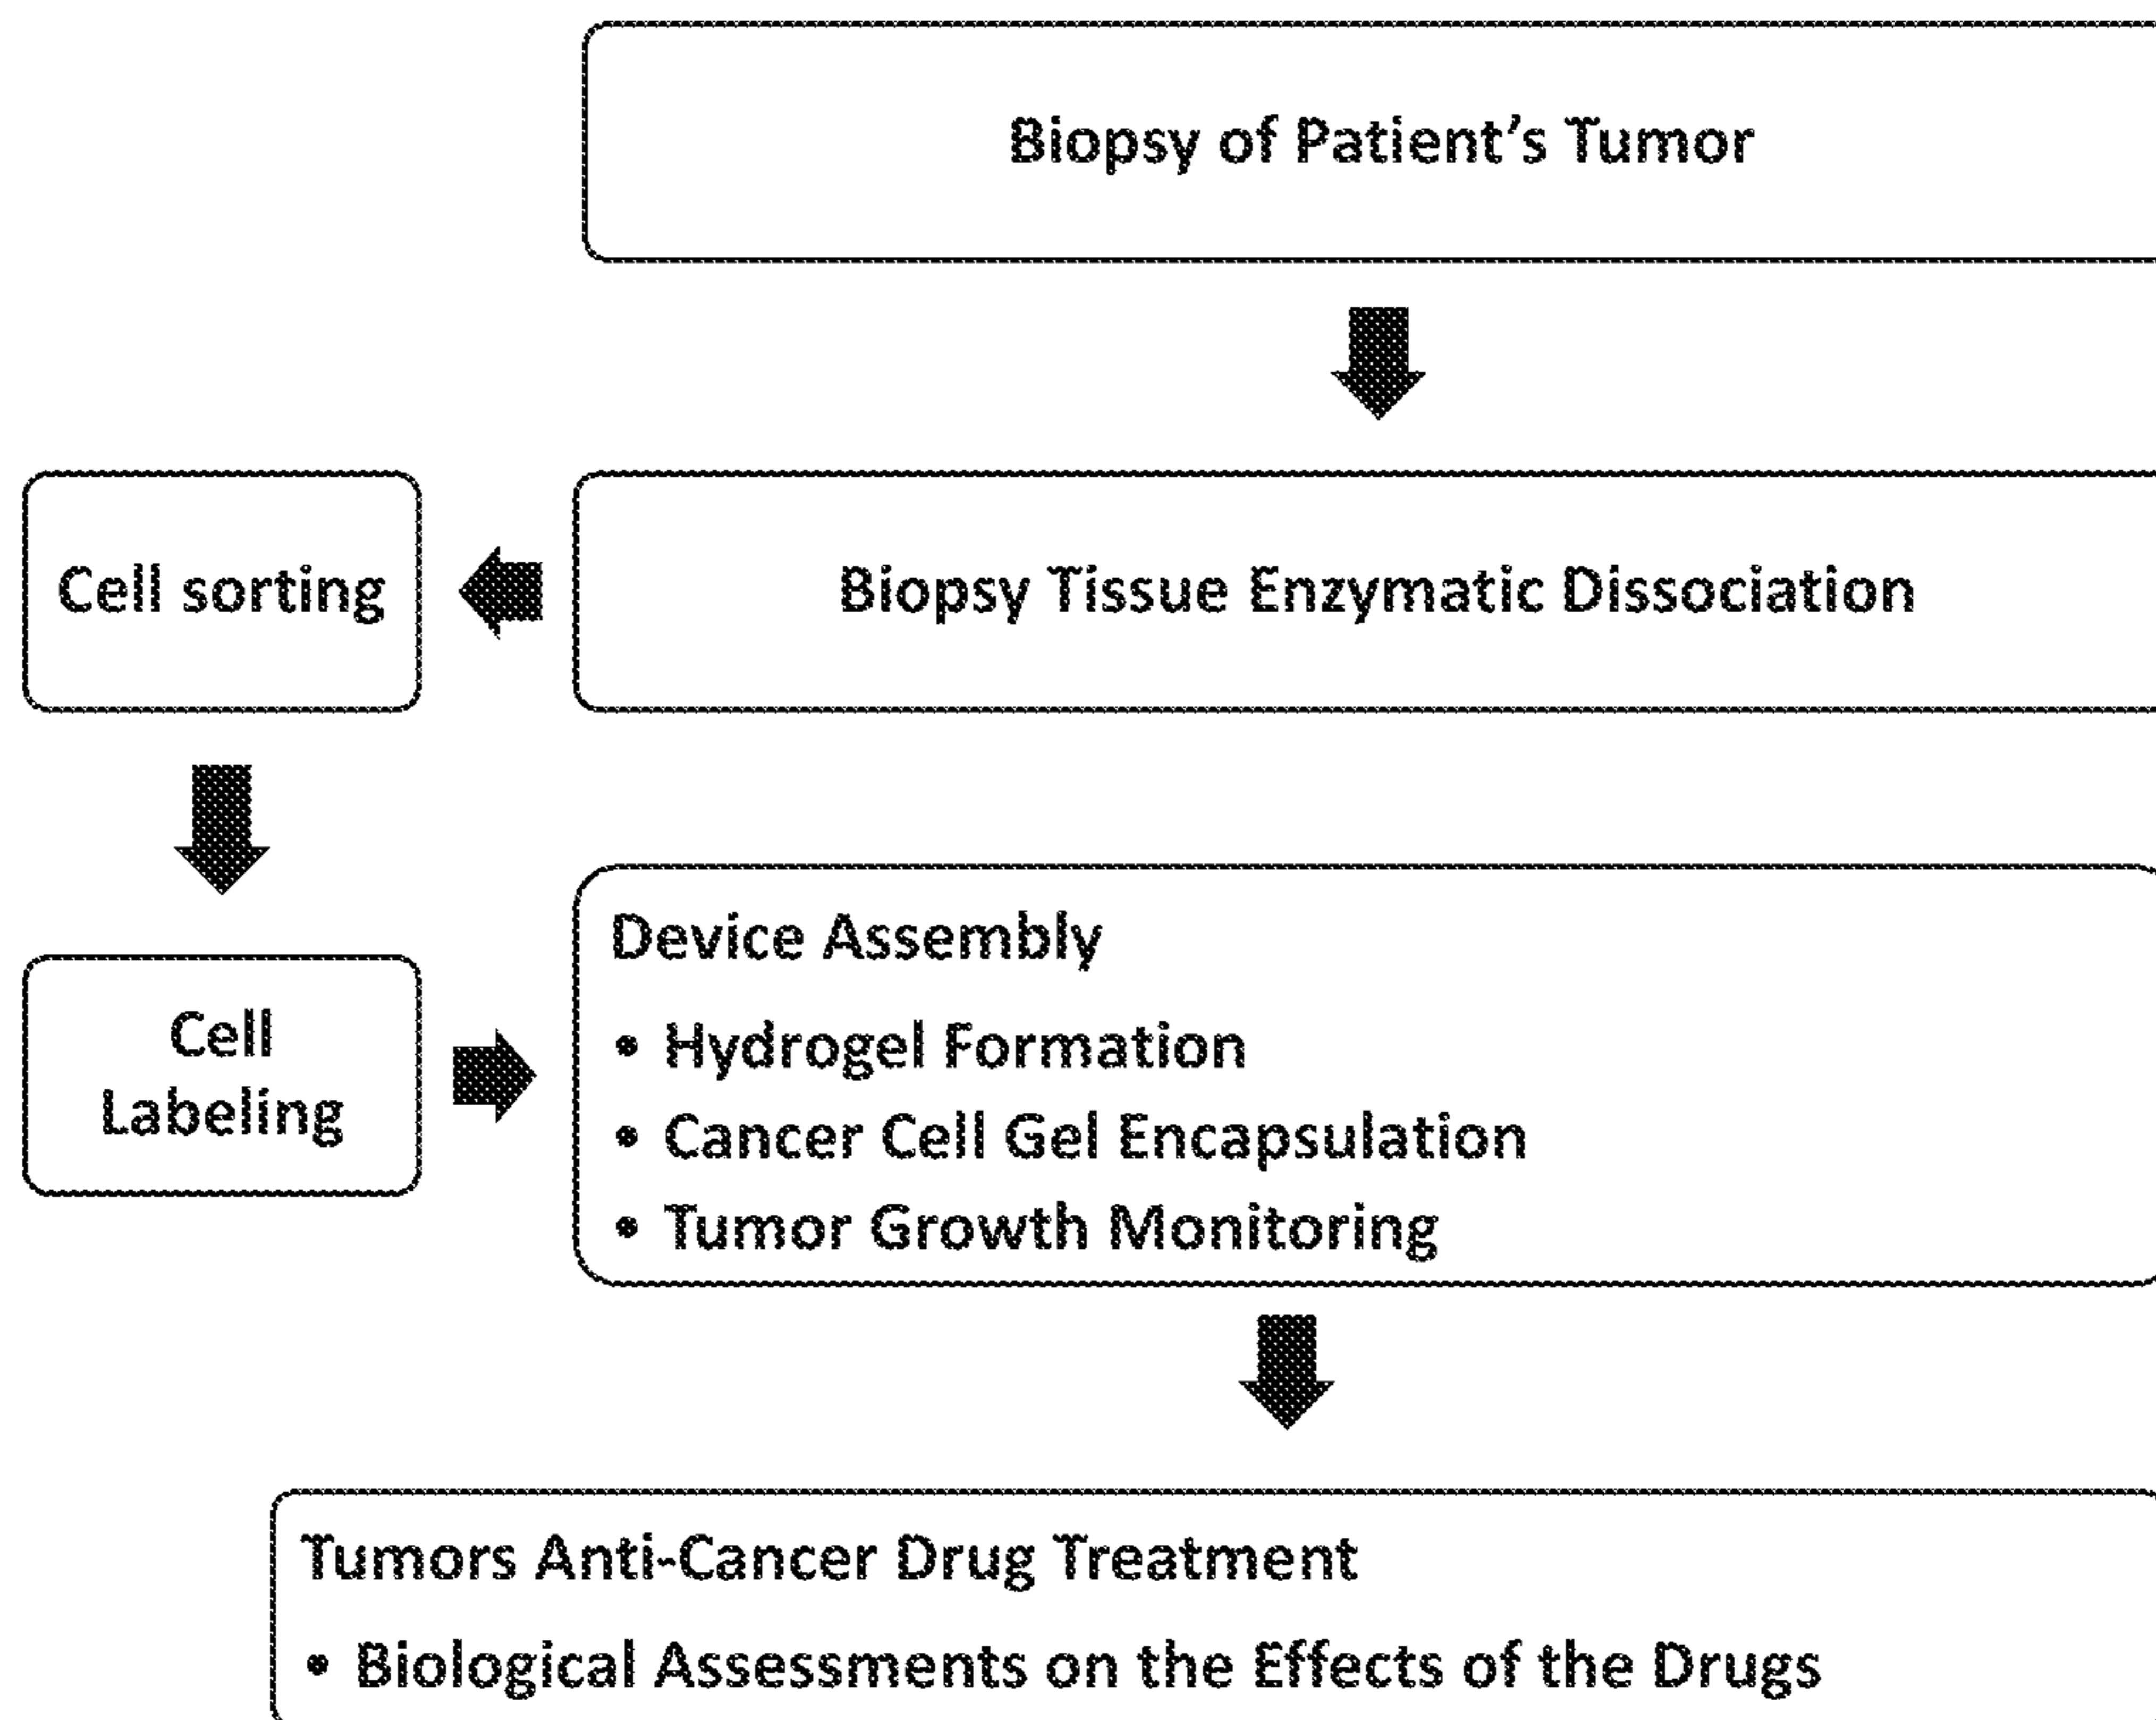 Biopsy of Patient's Tumor
Biopsy Tissue Enzymatic Dissociation
Cell sorting
Cell
Labeling
Device Assembly
• Hydrogel Formation
• Cancer Cell Gel Encapsulation
• Tumor Growth Monitoring
Tumors Anti-Cancer Drug Treatment
• Biological Assessments on the Effects of the Drugs